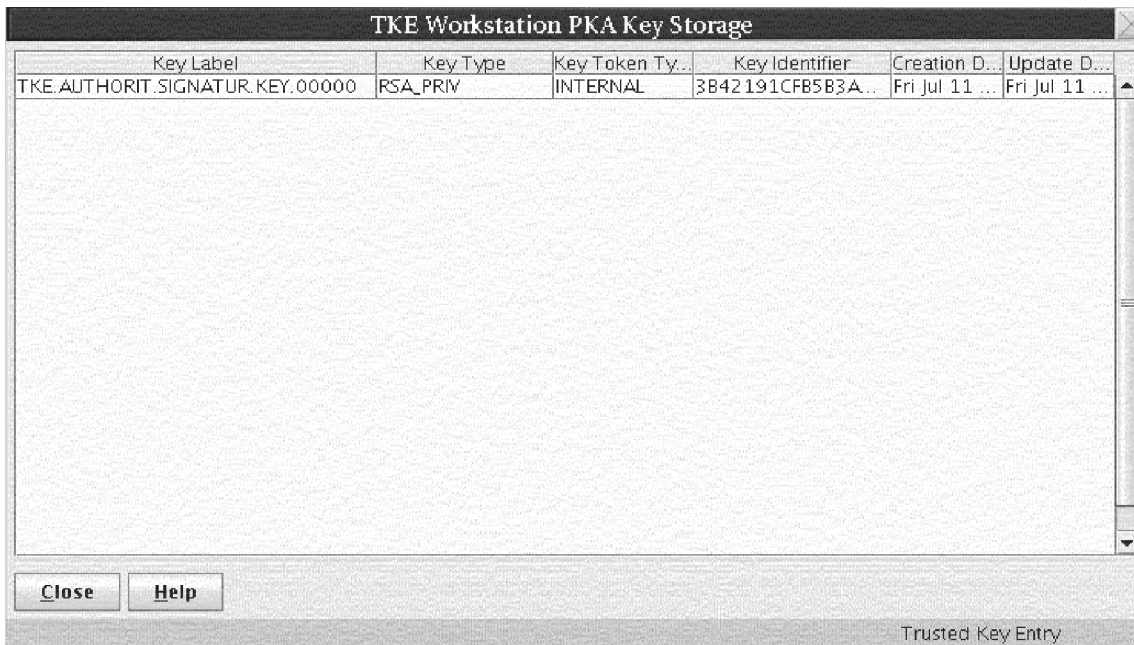 TKE Workstation PKA Key Storage
Key Label Key Type Key Token Ty... Key Identifier Creation D... Update D...
TKE.AUTHORIT.SIGNATUR.KEY.00000 RSA_PRIV INTERNAL 3B42191CFB5B3A... Fri Jul 11 ... Fri Jul 11 ...
Close Help
Trusted Key Entry